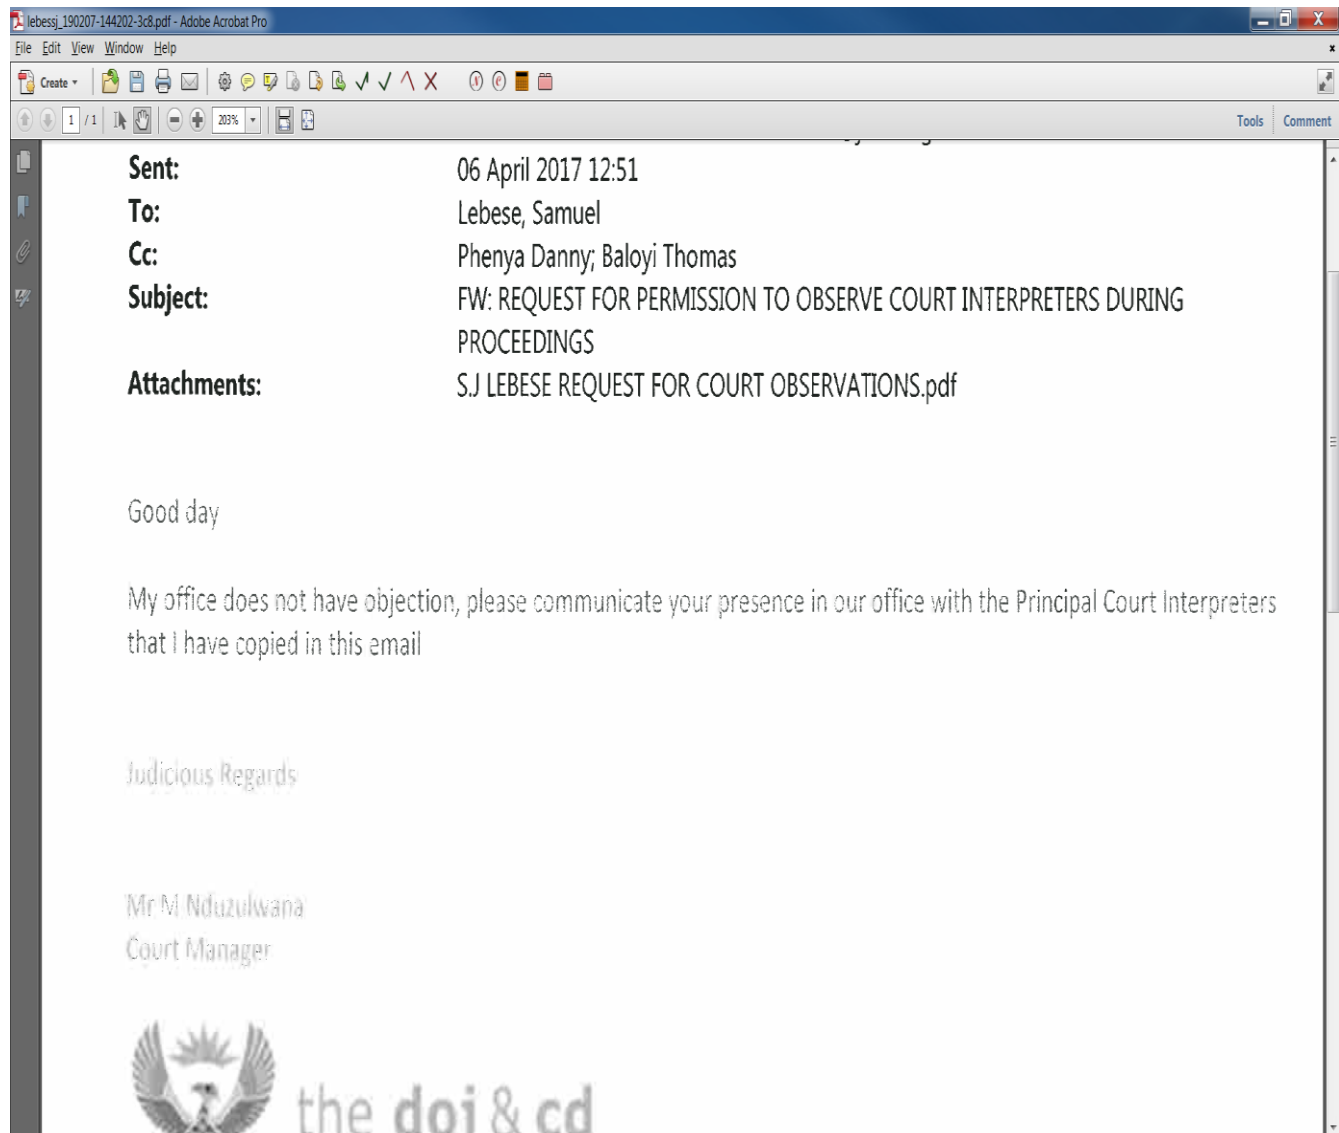 lebessj_190207-144202-3c8.pdf - Adobe Acrobat Pro
File Edit View Window Help
Create
1 / 1 203% Tools Comment
Sent: 06 April 2017 12:51
To: Lebese, Samuel
Cc: Phenya Danny; Baloyi Thomas
Subject: FW: REQUEST FOR PERMISSION TO OBSERVE COURT INTERPRETERS DURING
PROCEEDINGS
Attachments: S.J LEBESE REQUEST FOR COURT OBSERVATIONS.pdf
Good day
My office does not have objection, please communicate your presence in our office with the Principal Court Interpreters
that I have copied in this email
Judicious Regards
Mr M Nduzulwana
Court Manager
the doj & cd